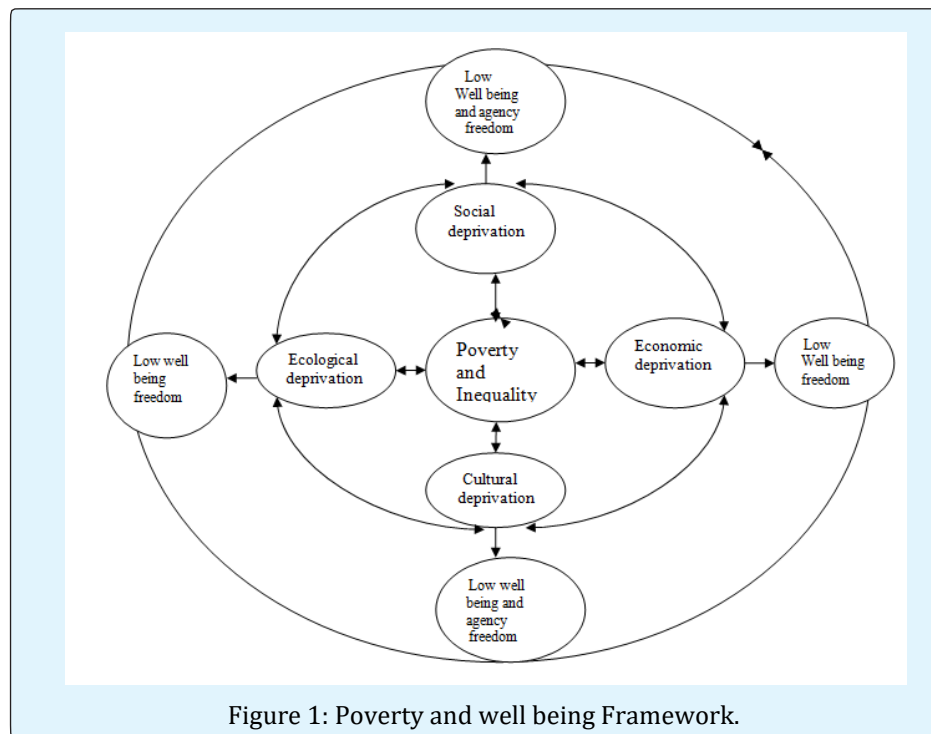 Low
Well being
and agency
freedom
Social
deprivation
Low well
being
freedom
Ecological
deprivation
Poverty
and
Inequality
Economic
deprivation
Low
Well being
freedom
Cultural
deprivation
Low well
being and
agency
freedom
Figure 1: Poverty and well being Framework.